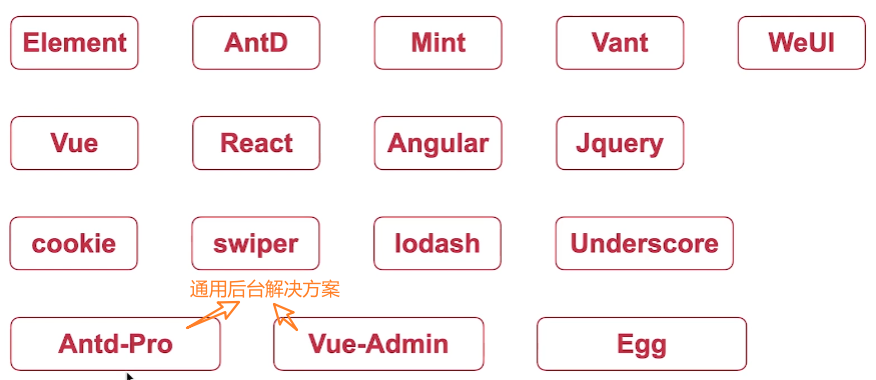 Element AntD Mint Vant WeUI
Vue React Angular Jquery
cookie swiper lodash Underscore
通用后台解决方案
Antd-Pro Vue-Admin Egg